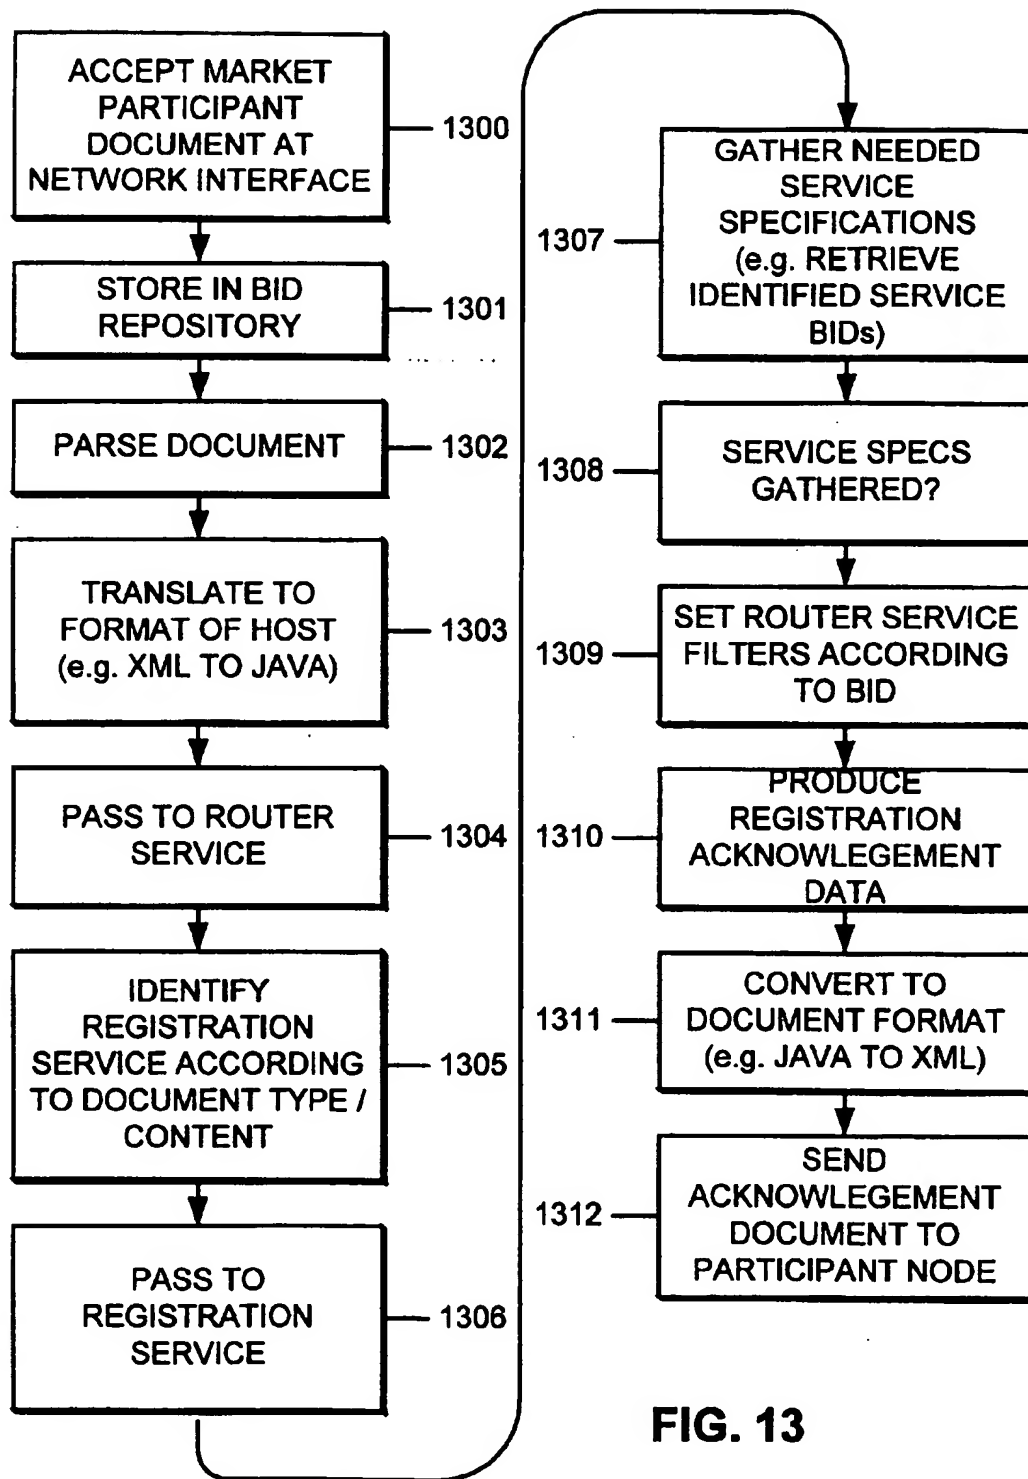 ACCEPT MARKET
PARTICIPANT
DOCUMENT AT
NETWORK INTERFACE
1300
STORE IN BID
REPOSITORY
1301
PARSE DOCUMENT
1302
TRANSLATE TO
FORMAT OF HOST
(e.g. XML TO JAVA)
1303
PASS TO ROUTER
SERVICE
1304
IDENTIFY
REGISTRATION
SERVICE ACCORDING
TO DOCUMENT TYPE /
CONTENT
1305
PASS TO
REGISTRATION
SERVICE
1306
GATHER NEEDED
SERVICE
SPECIFICATIONS
(e.g. RETRIEVE
IDENTIFIED SERVICE
BIDs)
1307
SERVICE SPECS
GATHERED?
1308
SET ROUTER SERVICE
FILTERS ACCORDING
TO BID
1309
PRODUCE
REGISTRATION
ACKNOWLEGEMENT
DATA
1310
CONVERT TO
DOCUMENT FORMAT
(e.g. JAVA TO XML)
1311
SEND
ACKNOWLEGEMENT
DOCUMENT TO
PARTICIPANT NODE
1312
FIG. 13